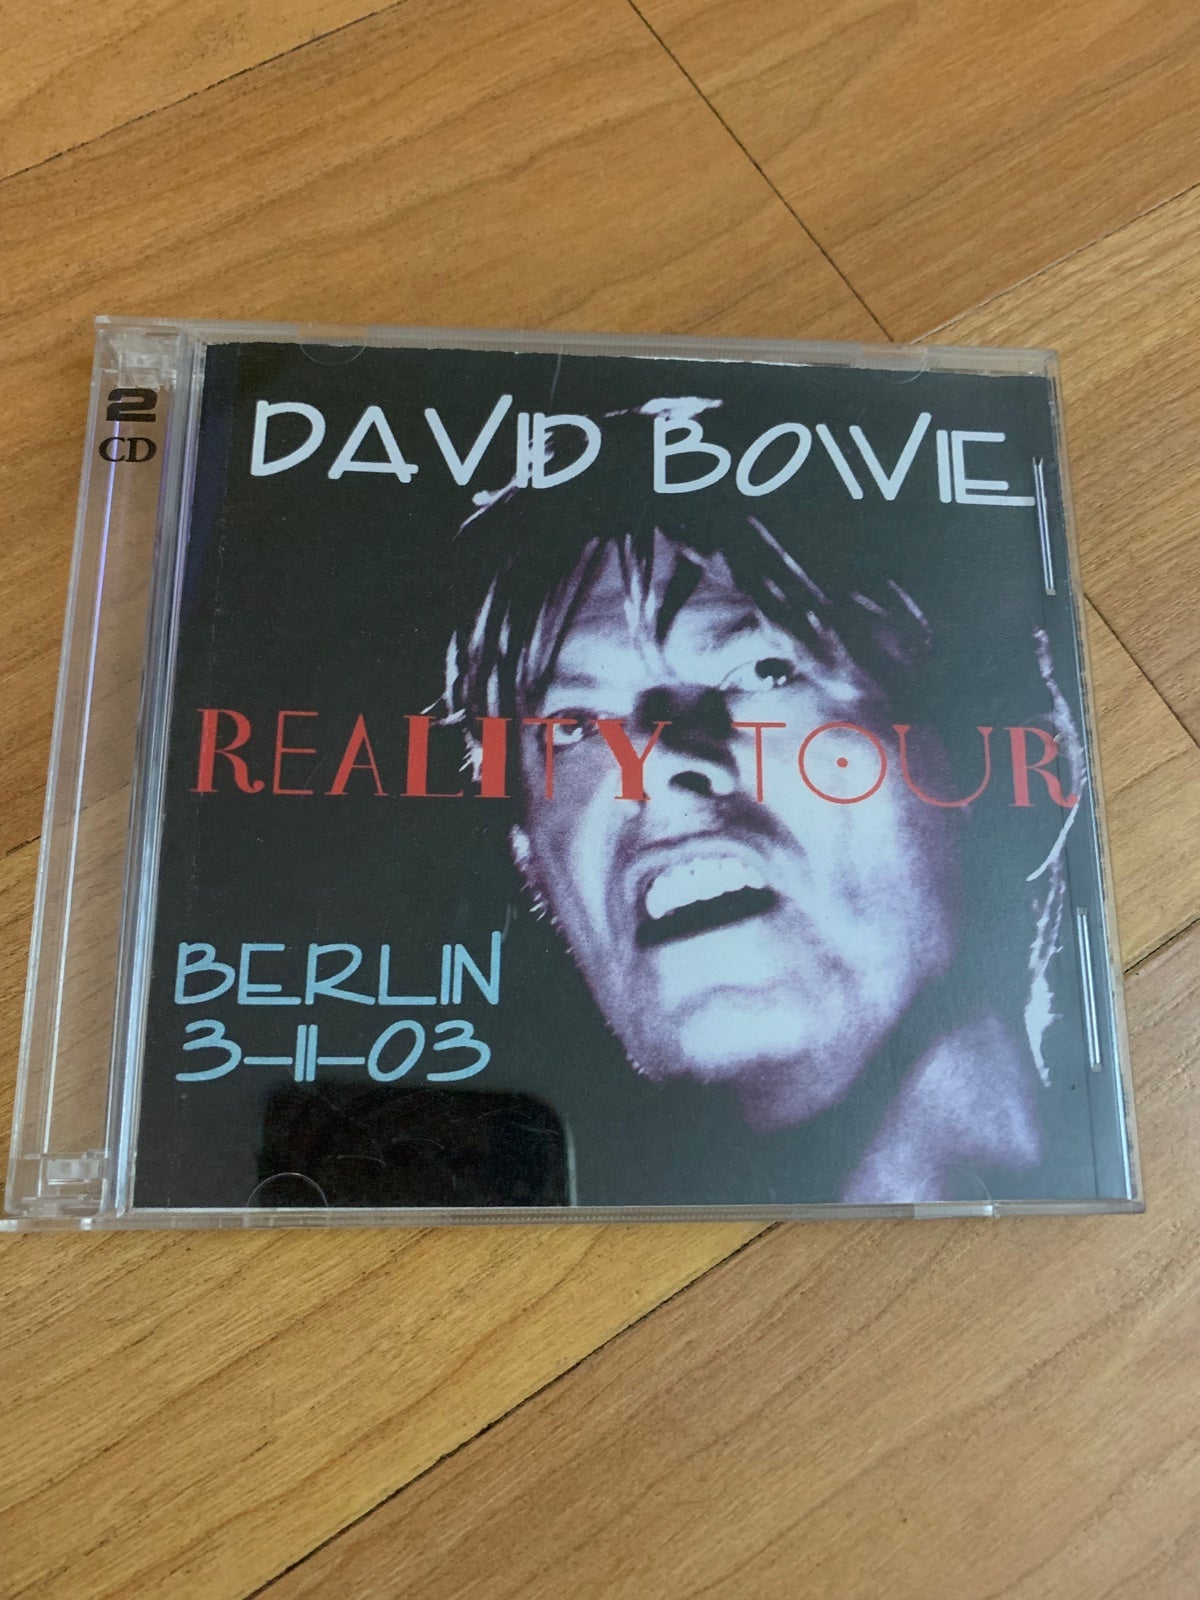 2
CD
DAVID BOWIE
REALITY TOUR
BERLIN
3-11-03